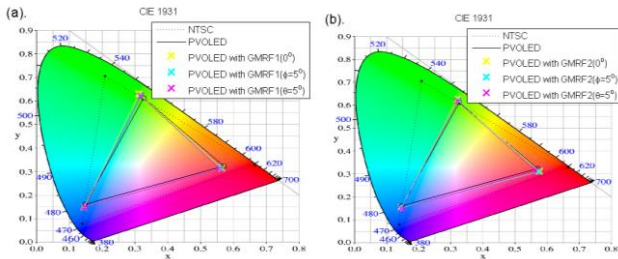 (a). CIE 1931
NTSC
PVOLED
PVOLED with GMRF1(0°)
PVOLED with GMRF1(ϕ=5°)
PVOLED with GMRF1(θ=5°)
0.9
0.8
0.7
0.6
0.5
y
0.4
0.3
0.2
0.1
0.0
0.0 0.1 0.2 0.3 0.4 0.5 0.6 0.7 0.8
x
520
540
500
490
480
470
460
380
600
620
700
(b). CIE 1931
NTSC
PVOLED
PVOLED with GMRF2(0°)
PVOLED with GMRF2(ϕ=5°)
PVOLED with GMRF2(θ=5°)
0.9
0.8
0.7
0.6
0.5
y
0.4
0.3
0.2
0.1
0.0
0.0 0.1 0.2 0.3 0.4 0.5 0.6 0.7 0.8
x
520
540
500
490
480
470
460
380
600
620
700